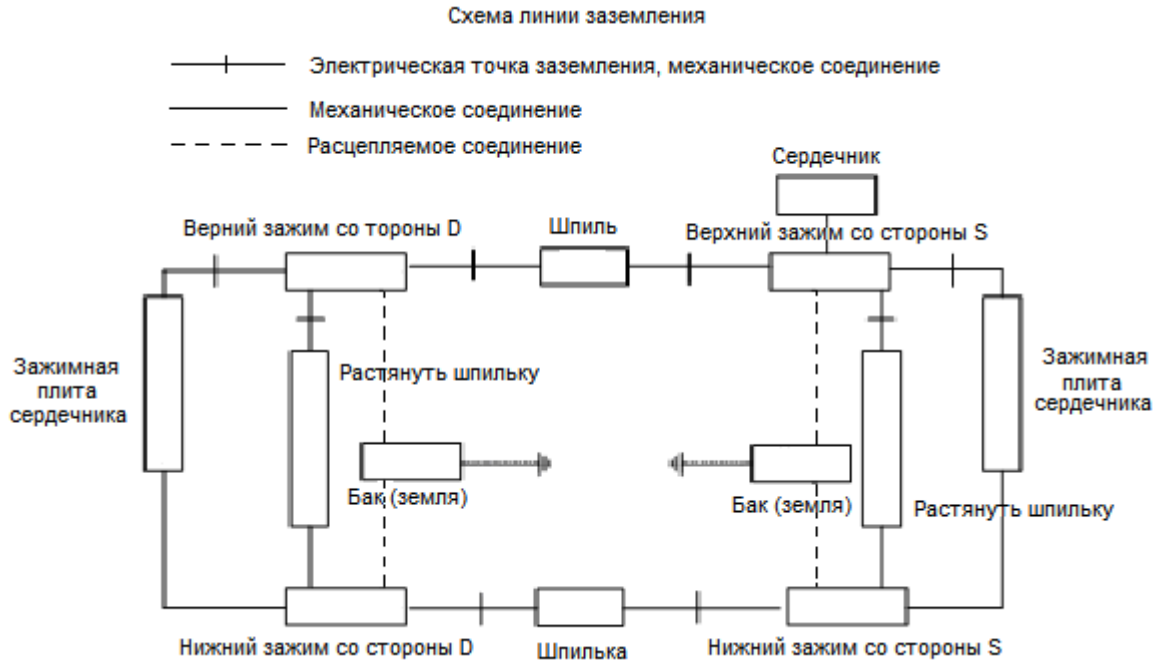 Схема линии заземления
Электрическая точка заземления, механическое соединение
Механическое соединение
Расцепляемое соединение
Сердечник
Верний зажим со тороны D
Шпиль
Верхний зажим со стороны S
Зажимная
плита
сердечника
Растянуть шпильку
Зажимная
плита
сердечника
Бак (земля)
Бак (земля)
Растянуть шпильку
Нижний зажим со стороны D
Шпилька
Нижний зажим со стороны S